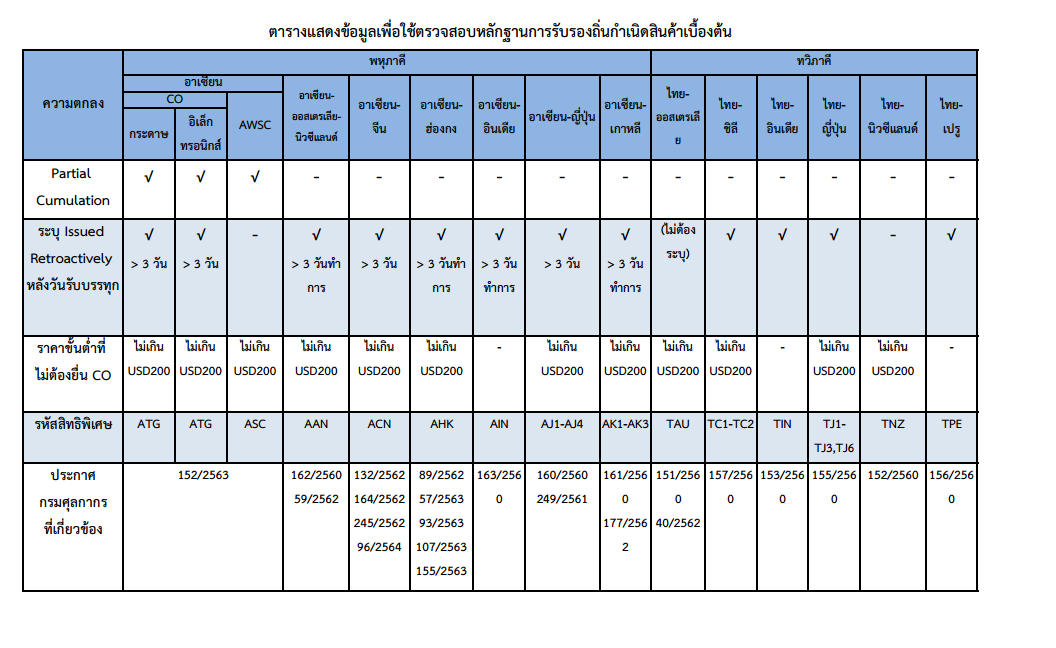 ตารางแสดงข้อมูลเพื่อใช้ตรวจสอบหลักฐานการรับรองถิ่นกำเนิดสินค้าเบื้องต้น
ความตกลง พหุภาคี ทวิภาคี
อาเซียน
CO
กระดาษ
อิเล็ก
ทรอนิกส์
AWSC
อาเซียน-
ออสเตรเลีย-
นิวซีแลนด์
อาเซียน-
จีน
อาเซียน-
ฮ่องกง
อาเซียน-
อินเดีย
อาเซียน-ญี่ปุ่น
อาเซียน-
เกาหลี
ไทย-
ออสเตรเลี
ย
ไทย-
ชิลี
ไทย-
อินเดีย
ไทย-
ญี่ปุ่น
ไทย-
นิวซีแลนด์
ไทย-
เปรู
Partial
Cumulation
√ √ √ - - - - - - - - - - - -
ระบุ Issued
Retroactively
หลังวันรับบรรทุก
√
> 3 วัน
√
> 3 วัน
-
√
> 3 วันทำ
การ
√
> 3 วัน
√
> 3 วันทำ
การ
√
> 3 วัน
ทำการ
√
> 3 วัน
√
> 3 วัน
ทำการ
(ไม่ต้อง
ระบุ)
√
√
√
-
√
ราคาขั้นต่ำที่
ไม่ต้องยื่น CO
ไม่เกิน
USD200
ไม่เกิน
USD200
ไม่เกิน
USD200
ไม่เกิน
USD200
ไม่เกิน
USD200
ไม่เกิน
USD200
-
ไม่เกิน
USD200
ไม่เกิน
USD200
ไม่เกิน
USD200
ไม่เกิน
USD200
-
ไม่เกิน
USD200
ไม่เกิน
USD200
-
รหัสสิทธิพิเศษ
ATG
ATG
ASC
AAN
ACN
AHK
AIN
AJ1-AJ4
AK1-AK3
TAU
TC1-TC2
TIN
TJ1-
TJ3,TJ6
TNZ
TPE
ประกาศ
กรมศุลกากร
ที่เกี่ยวข้อง
152/2563
162/2560
59/2562
132/2562
164/2562
245/2562
96/2564
89/2562
57/2563
93/2563
107/2563
155/2563
163/256
0
160/2560
249/2561
161/256
0
177/256
2
151/256
0
40/2562
157/256
0
153/256
0
155/256
0
152/2560
156/256
0